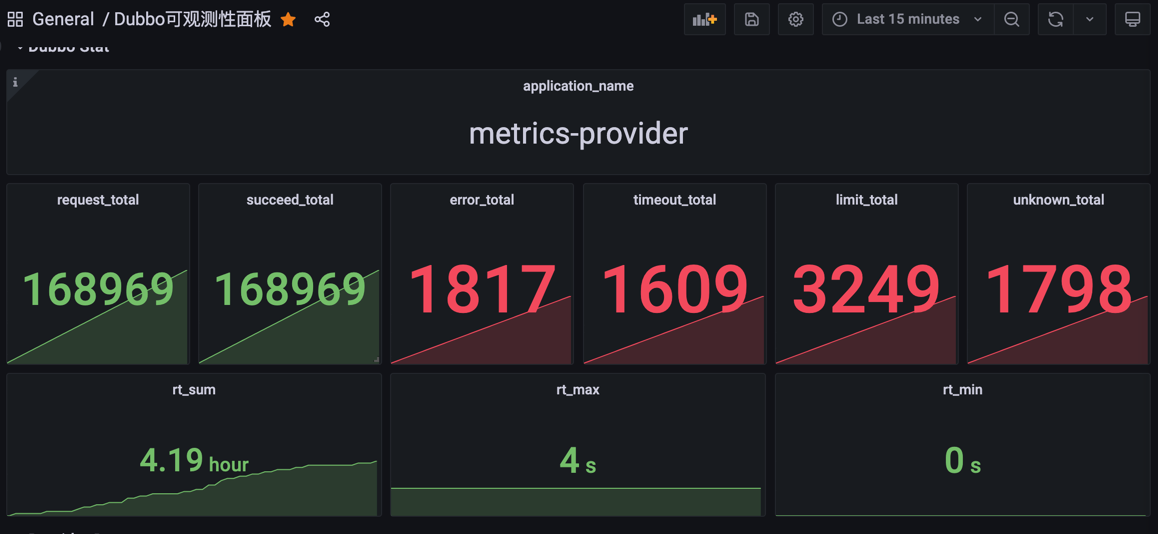 General / Dubbo可观测性面板
Last 15 minutes
Dubbo Stat
i
application_name
metrics-provider
request_total
succeed_total
error_total
timeout_total
limit_total
unknown_total
168969
168969
1817
1609
3249
1798
rt_sum
rt_max
rt_min
4.19 hour
4 s
0 s